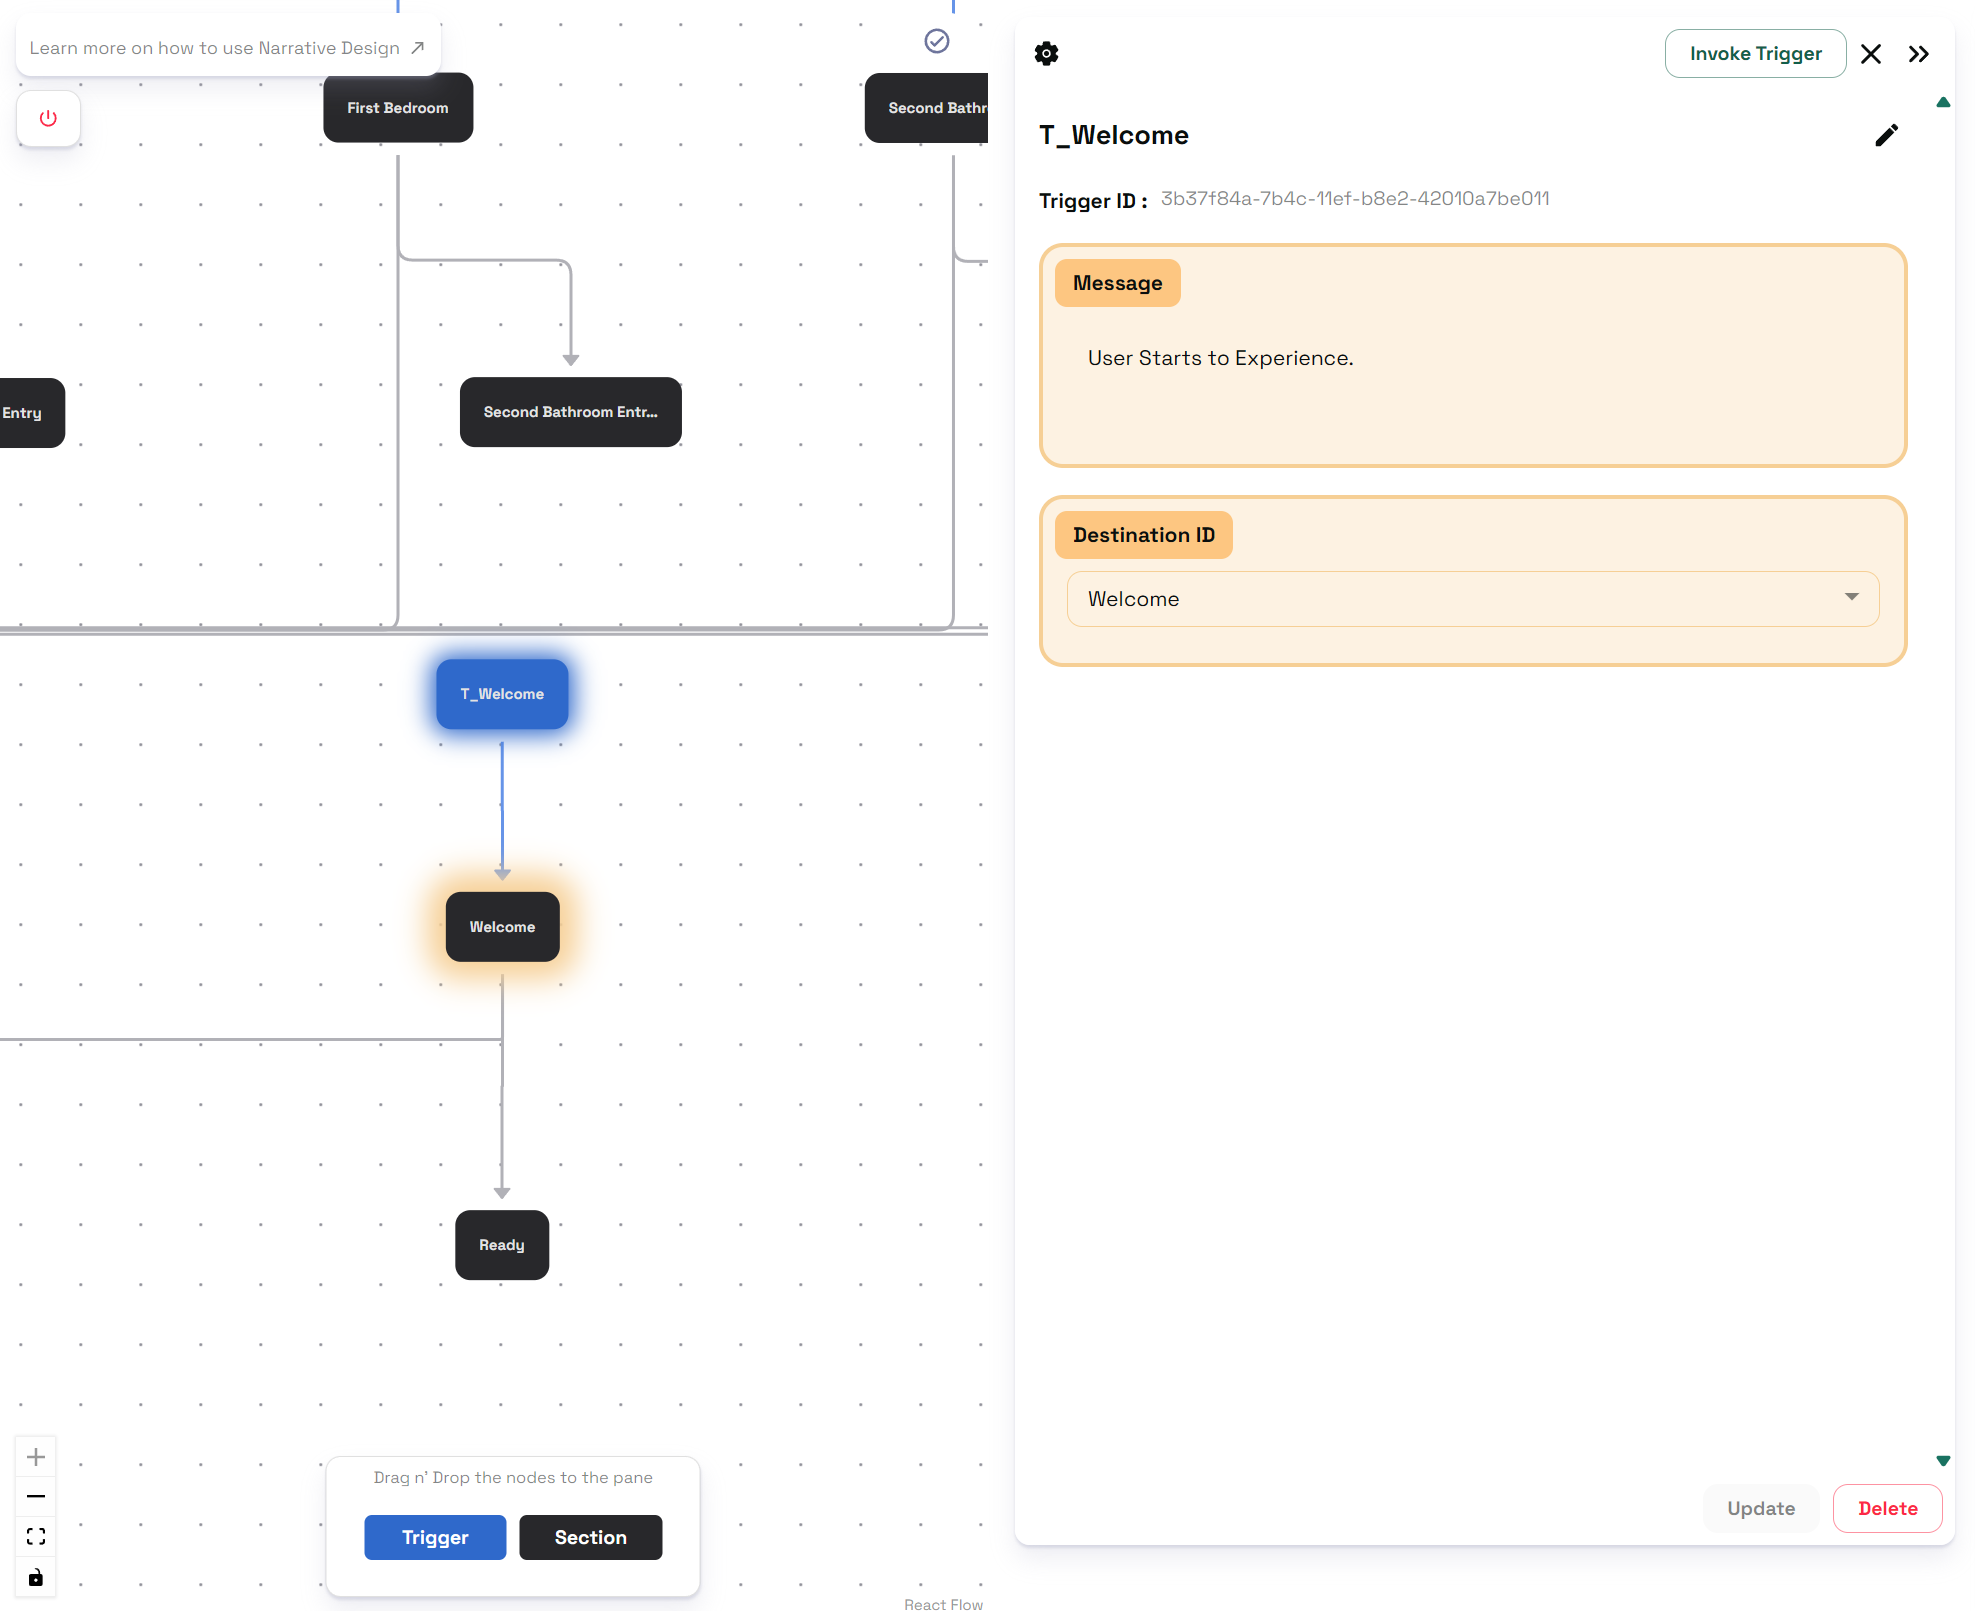 Learn more on how to use Narrative Design
First Bedroom
Second Bathr
Entry
Second Bathroom Entr...
T_Welcome
Welcome
Ready
Drag n' Drop the nodes to the pane
Trigger
Section
React Flow
Invoke Trigger
T_Welcome
Trigger ID : 3b37f84a-7b4c-11ef-b8e2-42010a7be011
Message
User Starts to Experience.
Destination ID
Welcome
Update
Delete